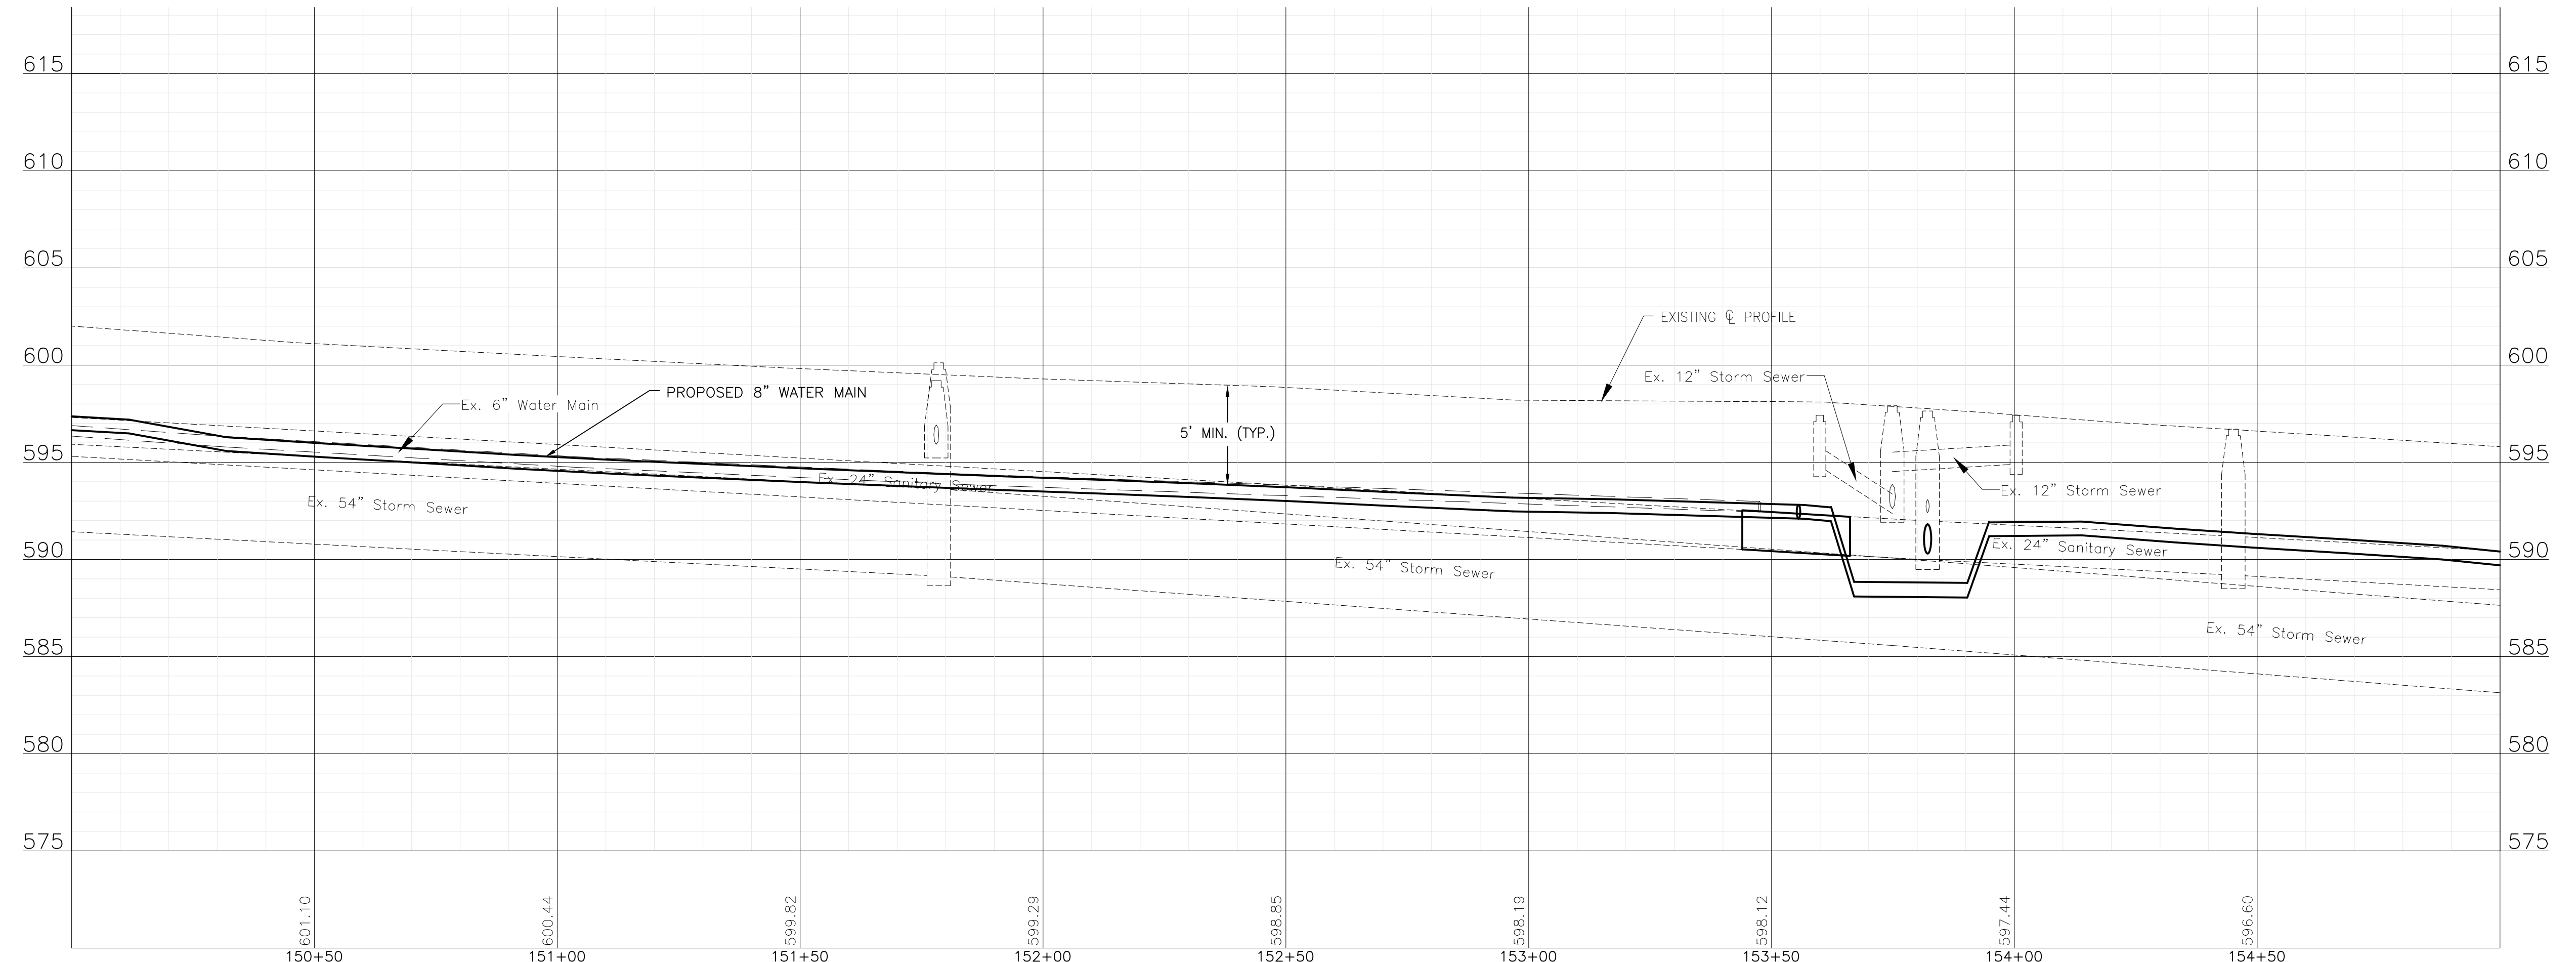 615 615
610 610
605 605
EXISTING ℄ PROFILE
600 600
Ex. 12" Storm Sewer
PROPOSED 8" WATER MAIN
Ex. 6" Water Main
5' MIN. (TYP.)
595 595
Ex. 24" Sanitary Sewer
Ex. 12" Storm Sewer
Ex. 54" Storm Sewer
590 590
Ex. 24" Sanitary Sewer
Ex. 54" Storm Sewer
585 585
Ex. 54" Storm Sewer
580 580
575 575
601.10 600.44 599.82 599.29 598.85 598.19 598.12 597.44 596.60
150+50 151+00 151+50 152+00 152+50 153+00 153+50 154+00 154+50